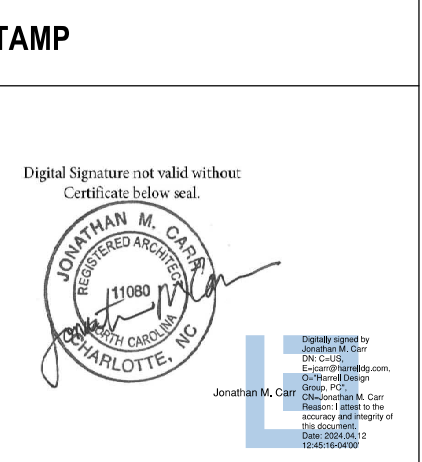 TAMP
Digital Signature not valid without
Certificate below seal.
JONATHAN M. CARR
REGISTERED ARCHITECT
11080
NORTH CAROLINA
CHARLOTTE, NC
Jonathan M Carr
Jonathan M. Carr
Digitally signed by
Jonathan M. Carr
DN: C=US,
E=jcarr@harrelldg.com,
O="Harrell Design
Group, PC",
CN=Jonathan M. Carr
Reason: I attest to the
accuracy and integrity of
this document.
Date: 2024.04.12
12:45:16-04'00'